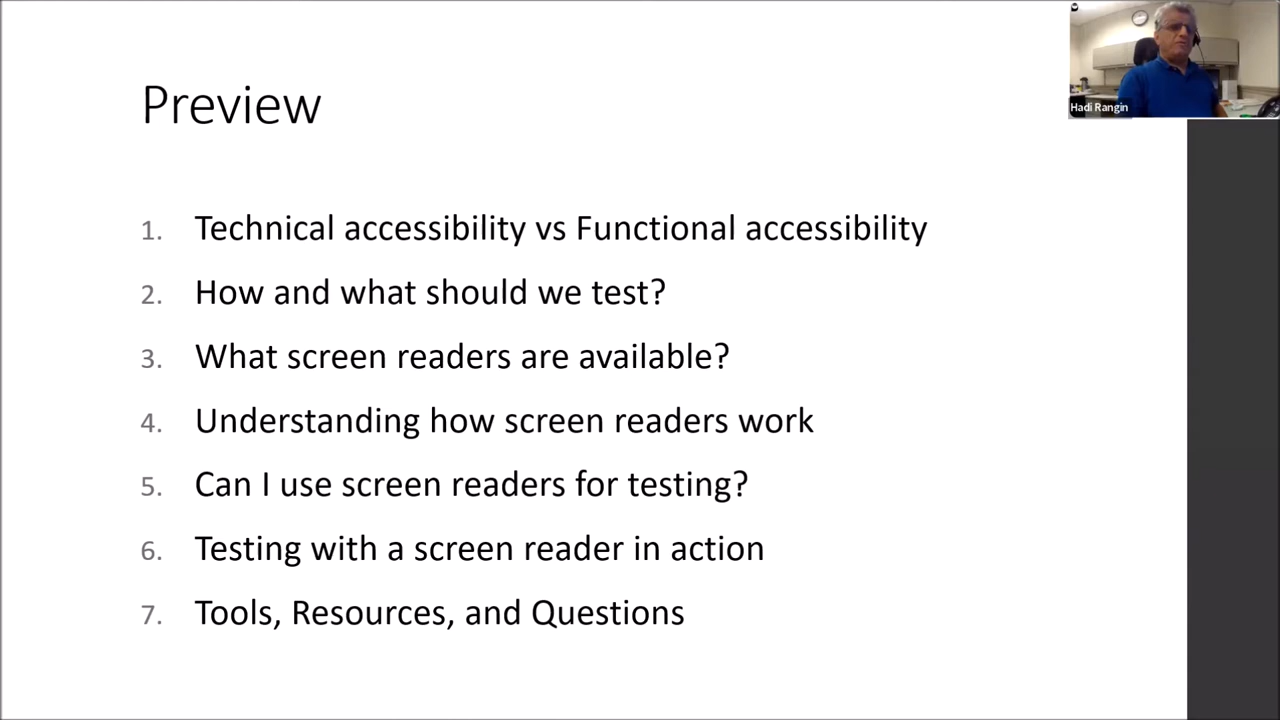 Preview
Hadi Rangin
1. Technical accessibility vs Functional accessibility
2. How and what should we test?
3. What screen readers are available?
4. Understanding how screen readers work
5. Can I use screen readers for testing?
6. Testing with a screen reader in action
7. Tools, Resources, and Questions